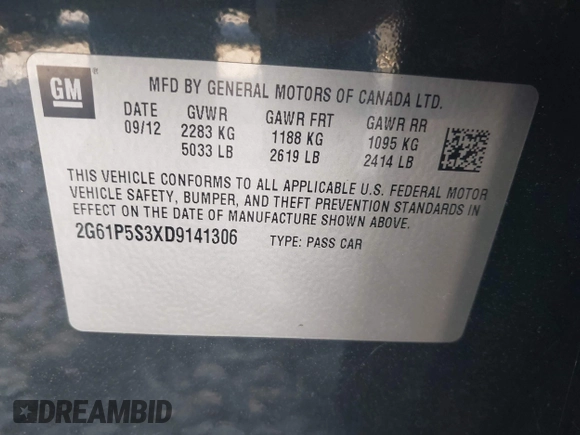 GM
MFD BY GENERAL MOTORS OF CANADA LTD.
DATE GVWR GAWR FRT GAWR RR
09/12 2283 KG 1188 KG 1095 KG
5033 LB 2619 LB 2414 LB
THIS VEHICLE CONFORMS TO ALL APPLICABLE U.S. FEDERAL MOTOR
VEHICLE SAFETY, BUMPER, AND THEFT PREVENTION STANDARDS IN
EFFECT ON THE DATE OF MANUFACTURE SHOWN ABOVE.
2G61P5S3XD9141306 TYPE: PASS CAR
DREAMBID